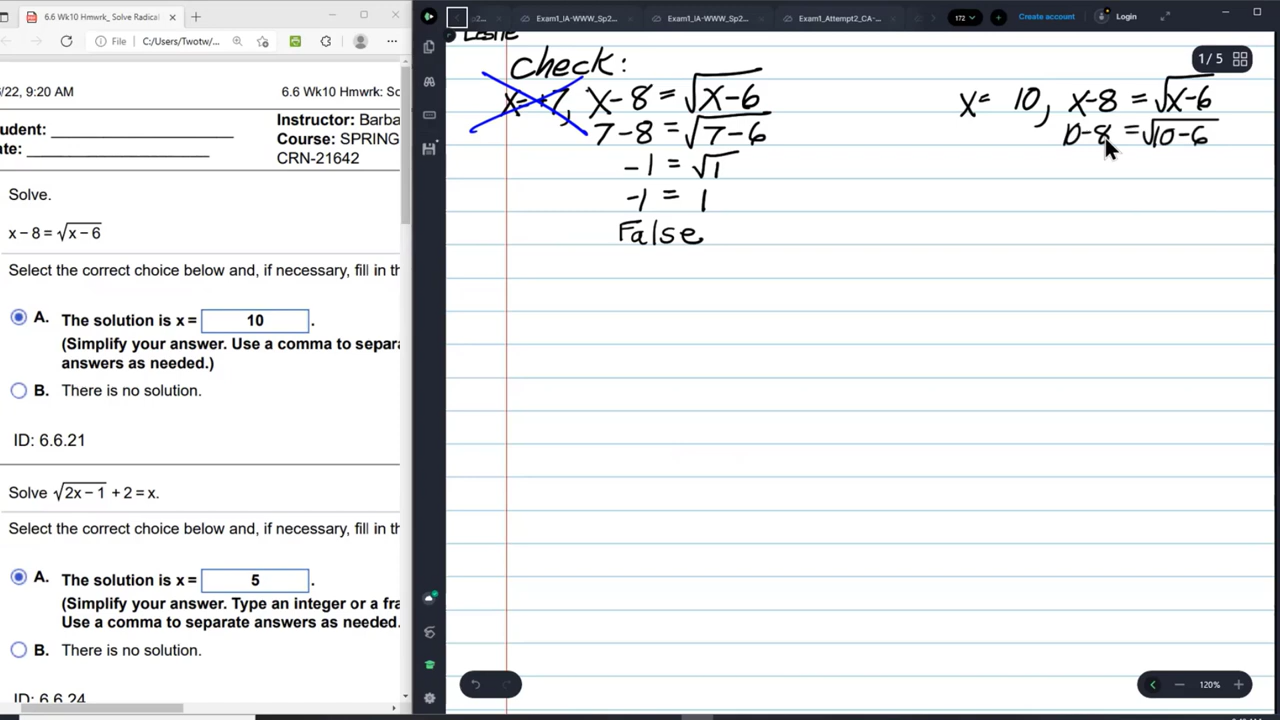 6.6 Wk10 Hmwrk_ Solve Radical
File
C:/Users/Twotw/...
/22, 9:20 AM
6.6 Wk10 Hmwrk: Sol
udent:
ate:
Instructor: Barba
Course: SPRING
CRN-21642
Solve.
x − 8 = √x − 6
Select the correct choice below and, if necessary, fill in th
A. The solution is x = 10 .
(Simplify your answer. Use a comma to separa
answers as needed.)
B. There is no solution.
ID: 6.6.21
Solve √2x − 1 + 2 = x.
Select the correct choice below and, if necessary, fill in th
A. The solution is x = 5 .
(Simplify your answer. Type an integer or a fra
Use a comma to separate answers as needed.
B. There is no solution.
ID: 6.6.24
Exam1_IA-WWW_Sp2...
Exam1_IA-WWW_Sp2...
Exam1_Attempt2_CA-...
172
Create account
Login
1 / 5
check:
x = +7, x − 8 = √x − 6
7 − 8 = √7 − 6
−1 = √1
−1 = 1
False
x = 10, x − 8 = √x − 6
10 − 8 = √10 − 6
120%